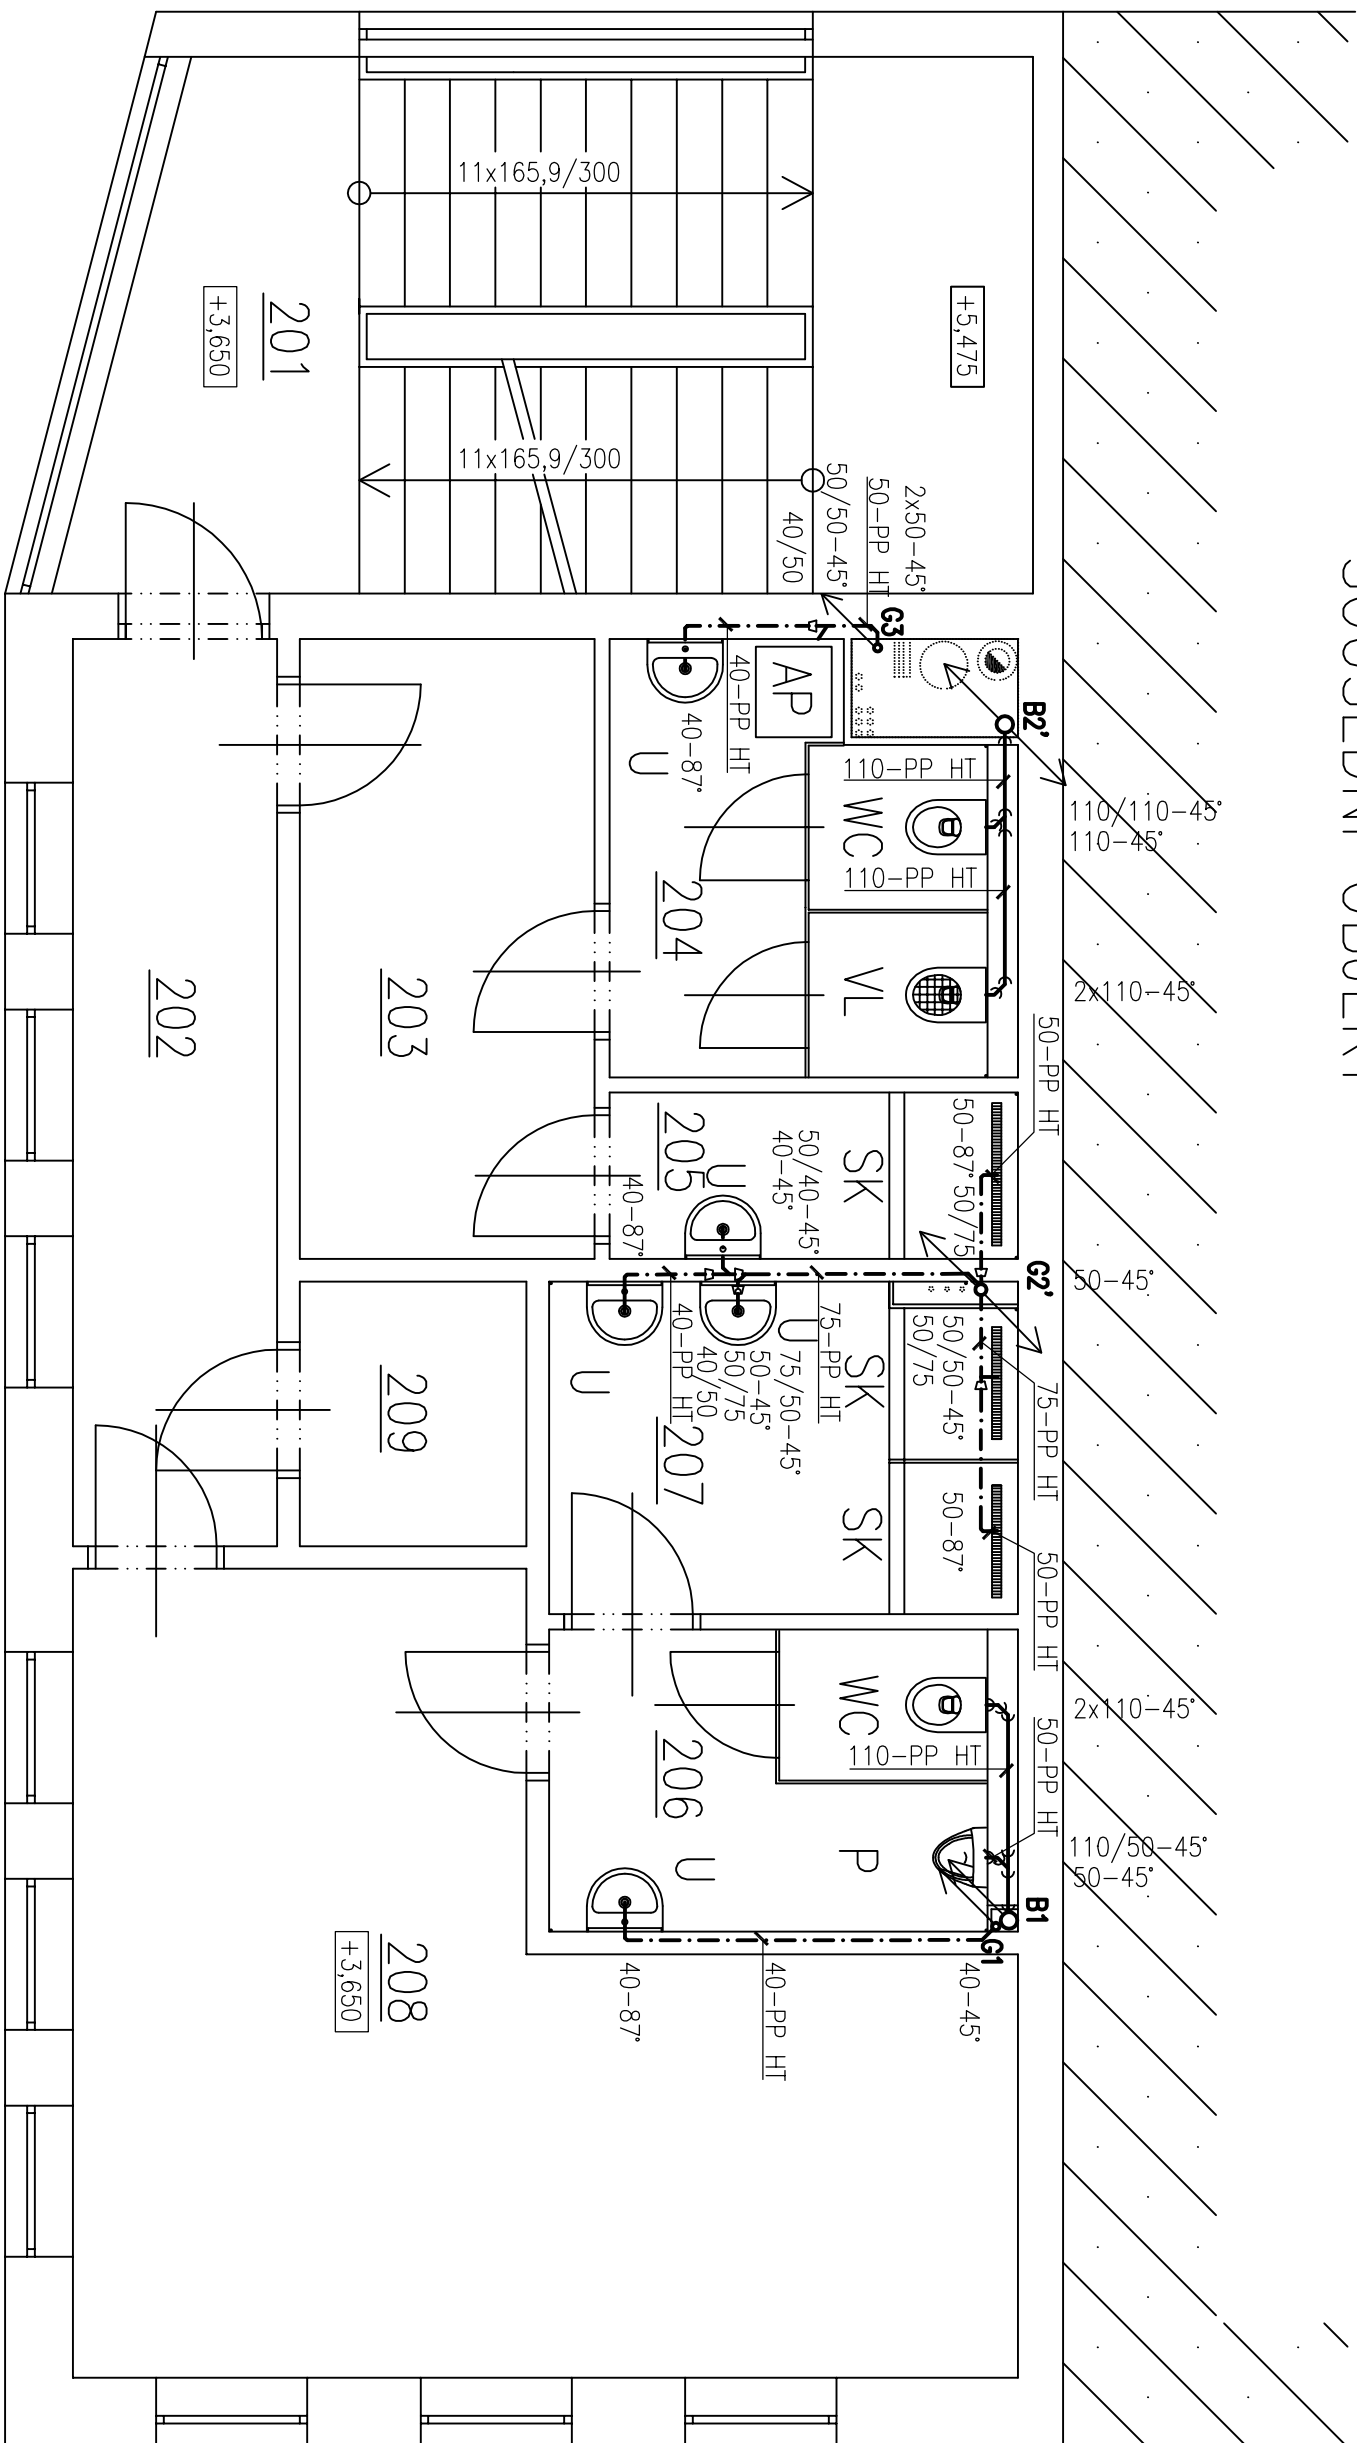 11x165,9/300
11x165,9/300
+5,475
201
+3,650
2x50-45°
50-PP HT
50/50-45°
40/50
G3
B2'
40-PP HT
AP
40-87°
U
110-PP HT
WC
110-PP HT
110/110-45°
110-45°
204
VL
2x110-45°
202
203
50-PP HT
50-87°
50/75
SK
205
U
50/40-45°
40-45°
40-87°
G2'
50-45°
50/50-45°
50/75
SK
75-PP HT
U
75/50-45°
50-45°
50/75
40/50
40-PP HT
U
75-PP HT
207
209
SK
50-87°
50-PP HT
WC
110-PP HT
2x110-45°
50-PP HT
206
P
U
110/50-45°
50-45°
B1
G1
40-45°
40-PP HT
40-87°
208
+3,650